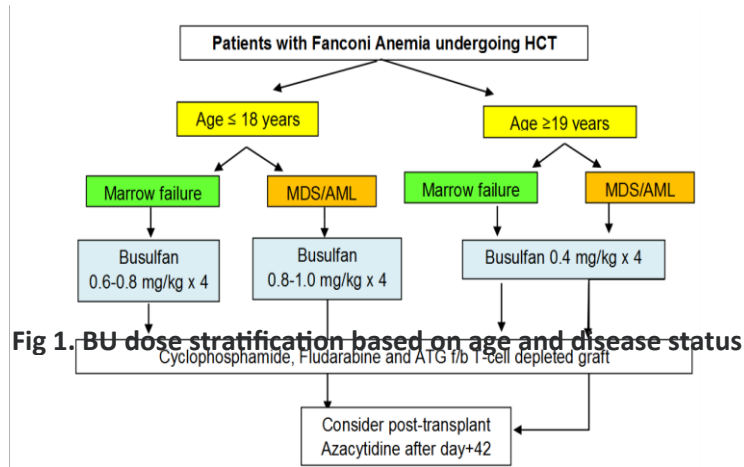 Patients with Fanconi Anemia undergoing HCT
Age ≤ 18 years
Age ≥19 years
Marrow failure
MDS/AML
Marrow failure
MDS/AML
Busulfan
0.6-0.8 mg/kg x 4
Busulfan
0.8-1.0 mg/kg x 4
Busulfan 0.4 mg/kg x 4
Fig 1. BU dose stratification based on age and disease status
Cyclophosphamide, Fludarabine and ATG f/b T-cell depleted graft
Consider post-transplant
Azacytidine after day+42